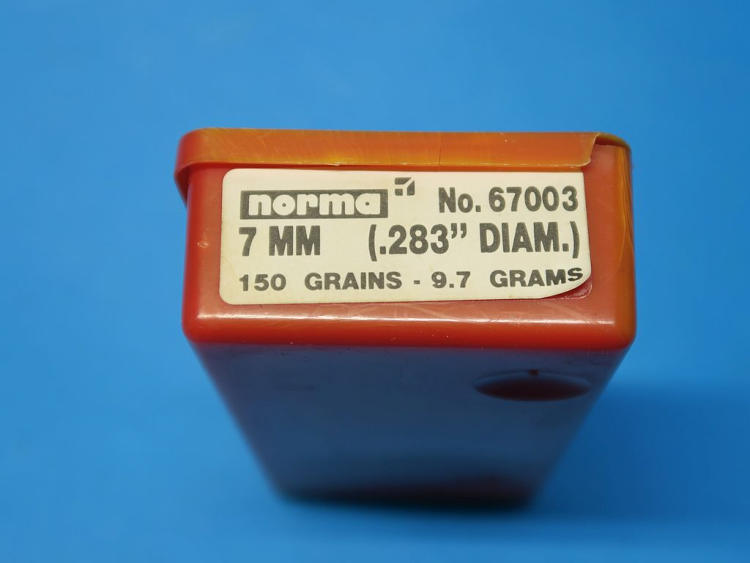 norma No. 67003
7 MM (.283” DIAM.)
150 GRAINS - 9.7 GRAMS